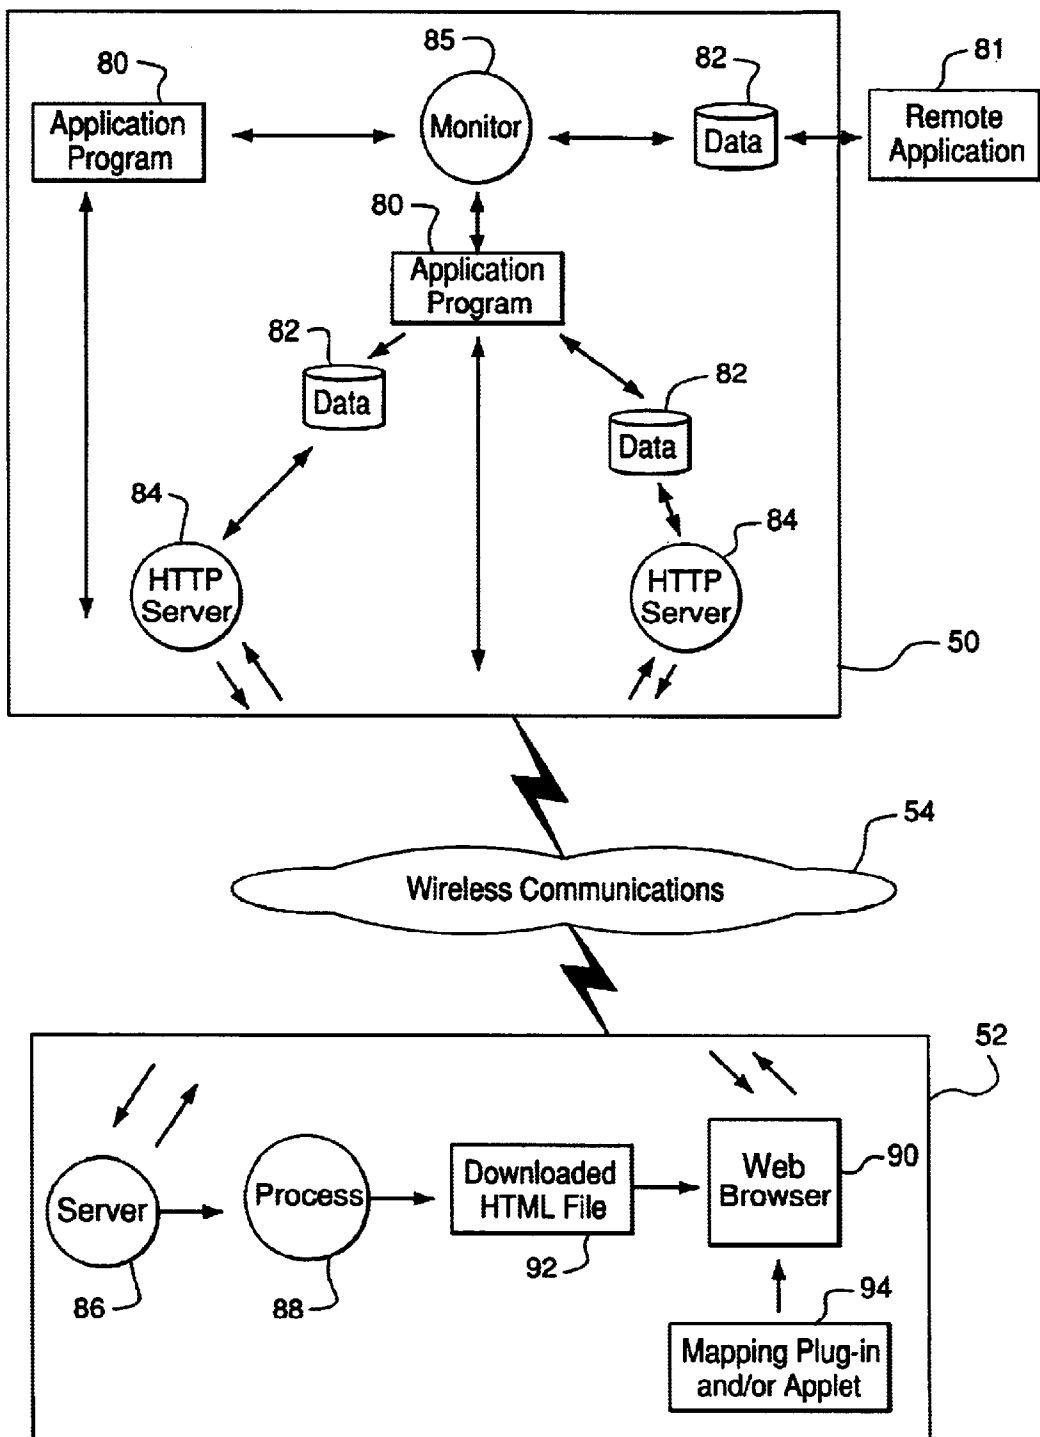 85
80
82
81
Application
Program
Monitor
Data
Remote
Application
80
Application
Program
82
Data
82
Data
84
HTTP
Server
84
HTTP
Server
50
54
Wireless Communications
52
Server
86
Process
88
Downloaded
HTML File
92
Web
Browser
90
94
Mapping Plug-in
and/or Applet